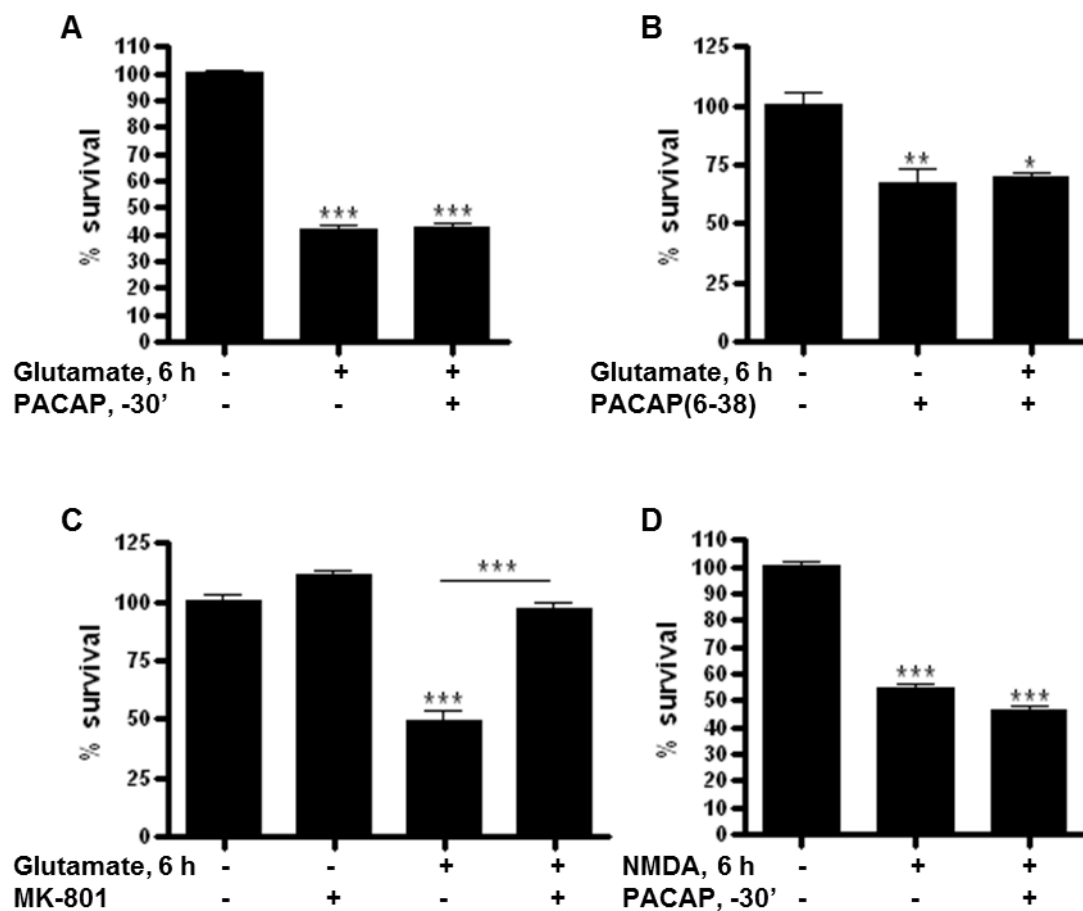 A
110
100
90
80
70
60
50
40
30
20
10
0
% survival
*** ***
Glutamate, 6 h - + +
PACAP, -30' - - +
B
125
100
75
50
25
0
% survival
** *
Glutamate, 6 h - - +
PACAP(6-38) - + +
C
125
100
75
50
25
0
% survival
***
***
Glutamate, 6 h - - + +
MK-801 - + - +
D
110
100
90
80
70
60
50
40
30
20
10
0
% survival
*** ***
NMDA, 6 h - + +
PACAP, -30' - - +